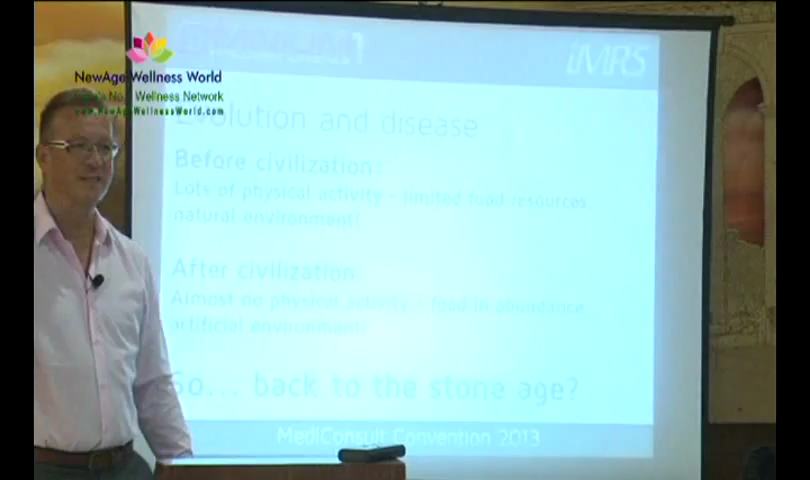 iMRS
NewAge Wellness World
No. Wellness Network
www.NewAgeWellnessWorld.com
Evolution and disease
Before civilization:
Lots of physical activity - limited food resources,
natural environment!
After civilization:
Almost no physical activity - food in abundance,
artificial environment!
So... back to the stone age?
MediConsult Convention 2013